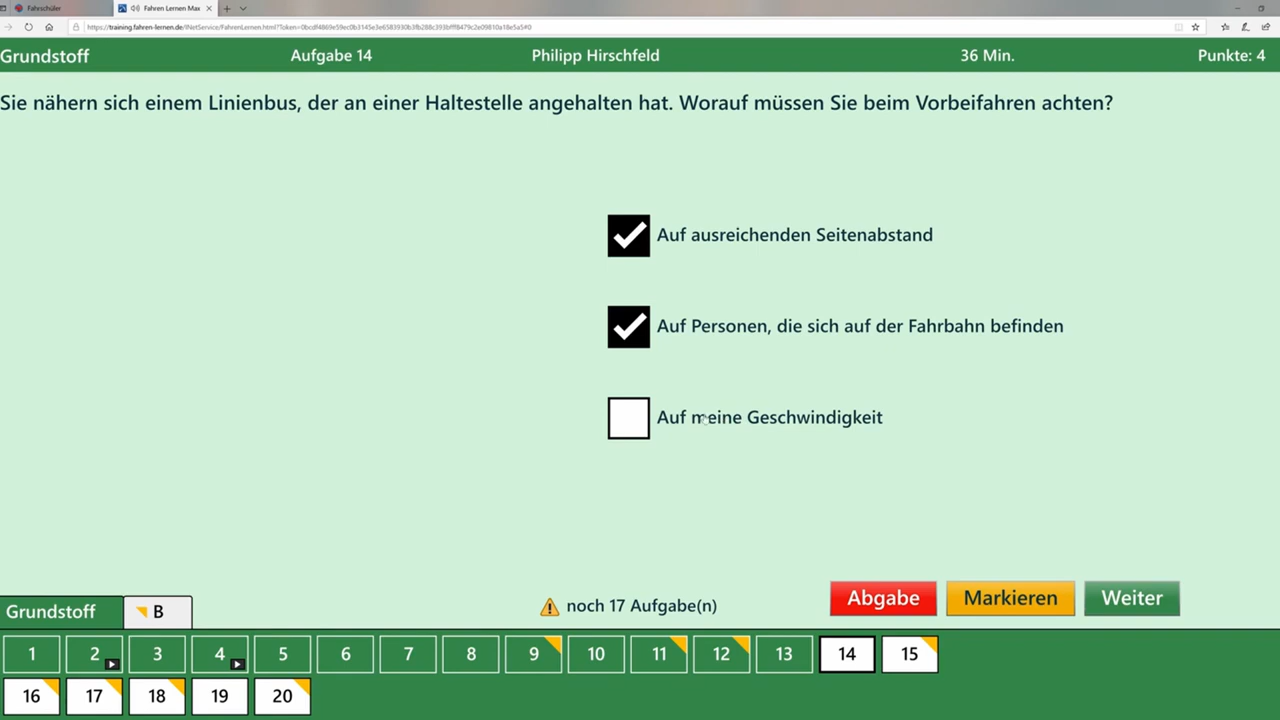 Fahrschüler
Fahren Lernen Max
Grundstoff Aufgabe 14 Philipp Hirschfeld 36 Min. Punkte: 4
Sie nähern sich einem Linienbus, der an einer Haltestelle angehalten hat. Worauf müssen Sie beim Vorbeifahren achten?
Auf ausreichenden Seitenabstand
Auf Personen, die sich auf der Fahrbahn befinden
Auf meine Geschwindigkeit
Grundstoff B noch 17 Aufgabe(n) Abgabe Markieren Weiter
1 2 3 4 5 6 7 8 9 10 11 12 13 14 15
16 17 18 19 20